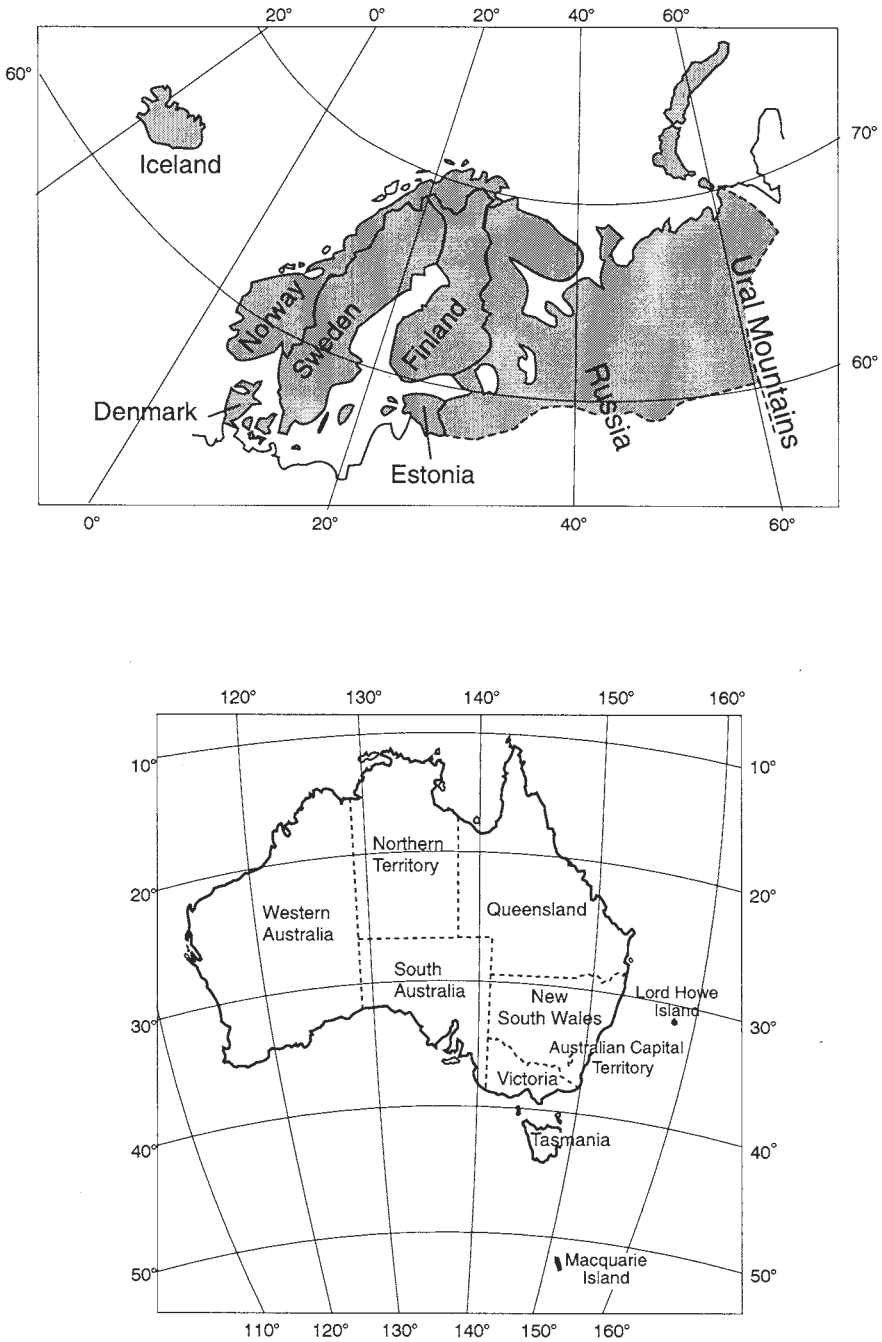 20° 0° 20° 40° 60°
60°
70°
Iceland
Norway
Sweden
Finland
Ural Mountains
60°
Russia
Denmark
Estonia
0° 20° 40° 60°
120° 130° 140° 150° 160°
10° 10°
Northern
Territory
20° 20°
Western
Australia
Queensland
South
Australia
New
South Wales
Lord Howe
Island
30° 30°
Australian Capital
Territory
Victoria
40° 40°
Tasmania
50° 50°
Macquarie
Island
110° 120° 130° 140° 150° 160°